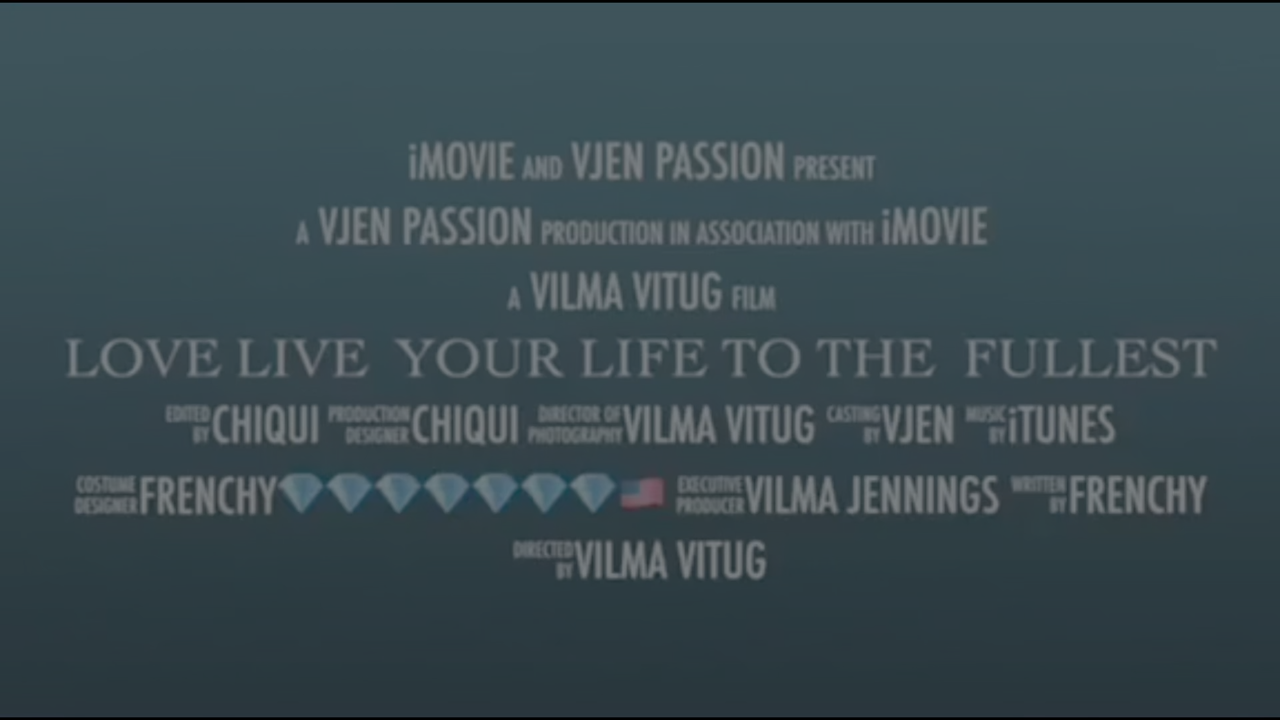 iMOVIE AND VJEN PASSION PRESENT
A VJEN PASSION PRODUCTION IN ASSOCIATION WITH iMOVIE
A VILMA VITUG FILM
LOVE LIVE YOUR LIFE TO THE FULLEST
EDITED BY CHIQUI PRODUCTION DESIGNER CHIQUI DIRECTOR OF PHOTOGRAPHY VILMA VITUG CASTING BY VJEN MUSIC BY iTUNES
COSTUME DESIGNER FRENCHY💎💎💎💎💎💎💎🇺🇸 EXECUTIVE PRODUCER VILMA JENNINGS WRITTEN BY FRENCHY
DIRECTED BY VILMA VITUG